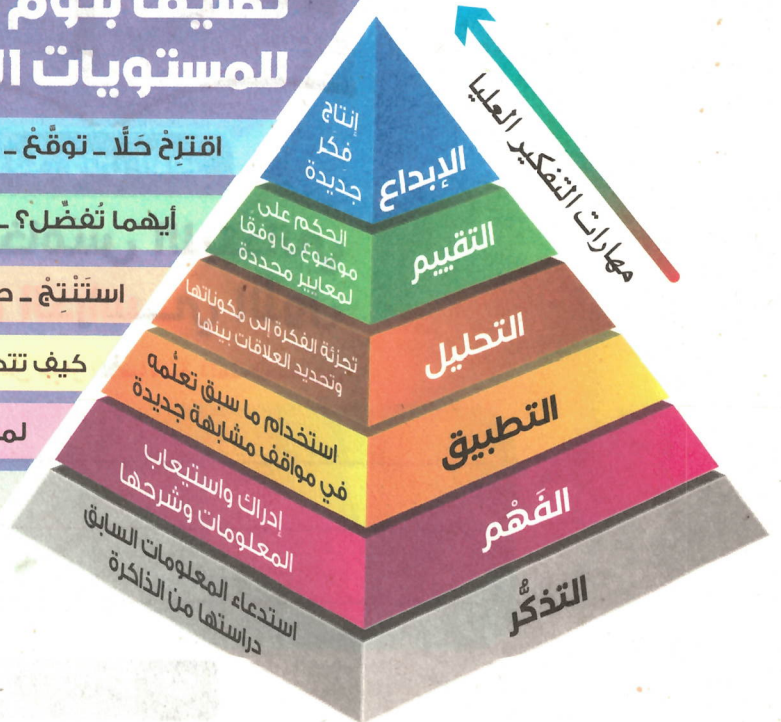 تصنيف بلوم
للمستويات
اقترِحْ حَلًّا ـ توقَّعْ ـ
أيهما تُفضِّل؟ ـ
استَنْتِجْ ـ
كيف
مهارات التفكير العليا
الإبداع
إنتاج
فكر
جديدة
التقييم
الحكم على
موضوع ما وفقا
لمعايير محددة
التحليل
تجزئة الفكرة إلى مكوناتها
وتحديد العلاقات بينها
التطبيق
استخدام ما سبق تعلُّمه
في مواقف مشابهة جديدة
الفَهْم
إدراك واستيعاب
المعلومات وشرحها
التذكُّر
استدعاء المعلومات السابق
دراستها من الذاكرة